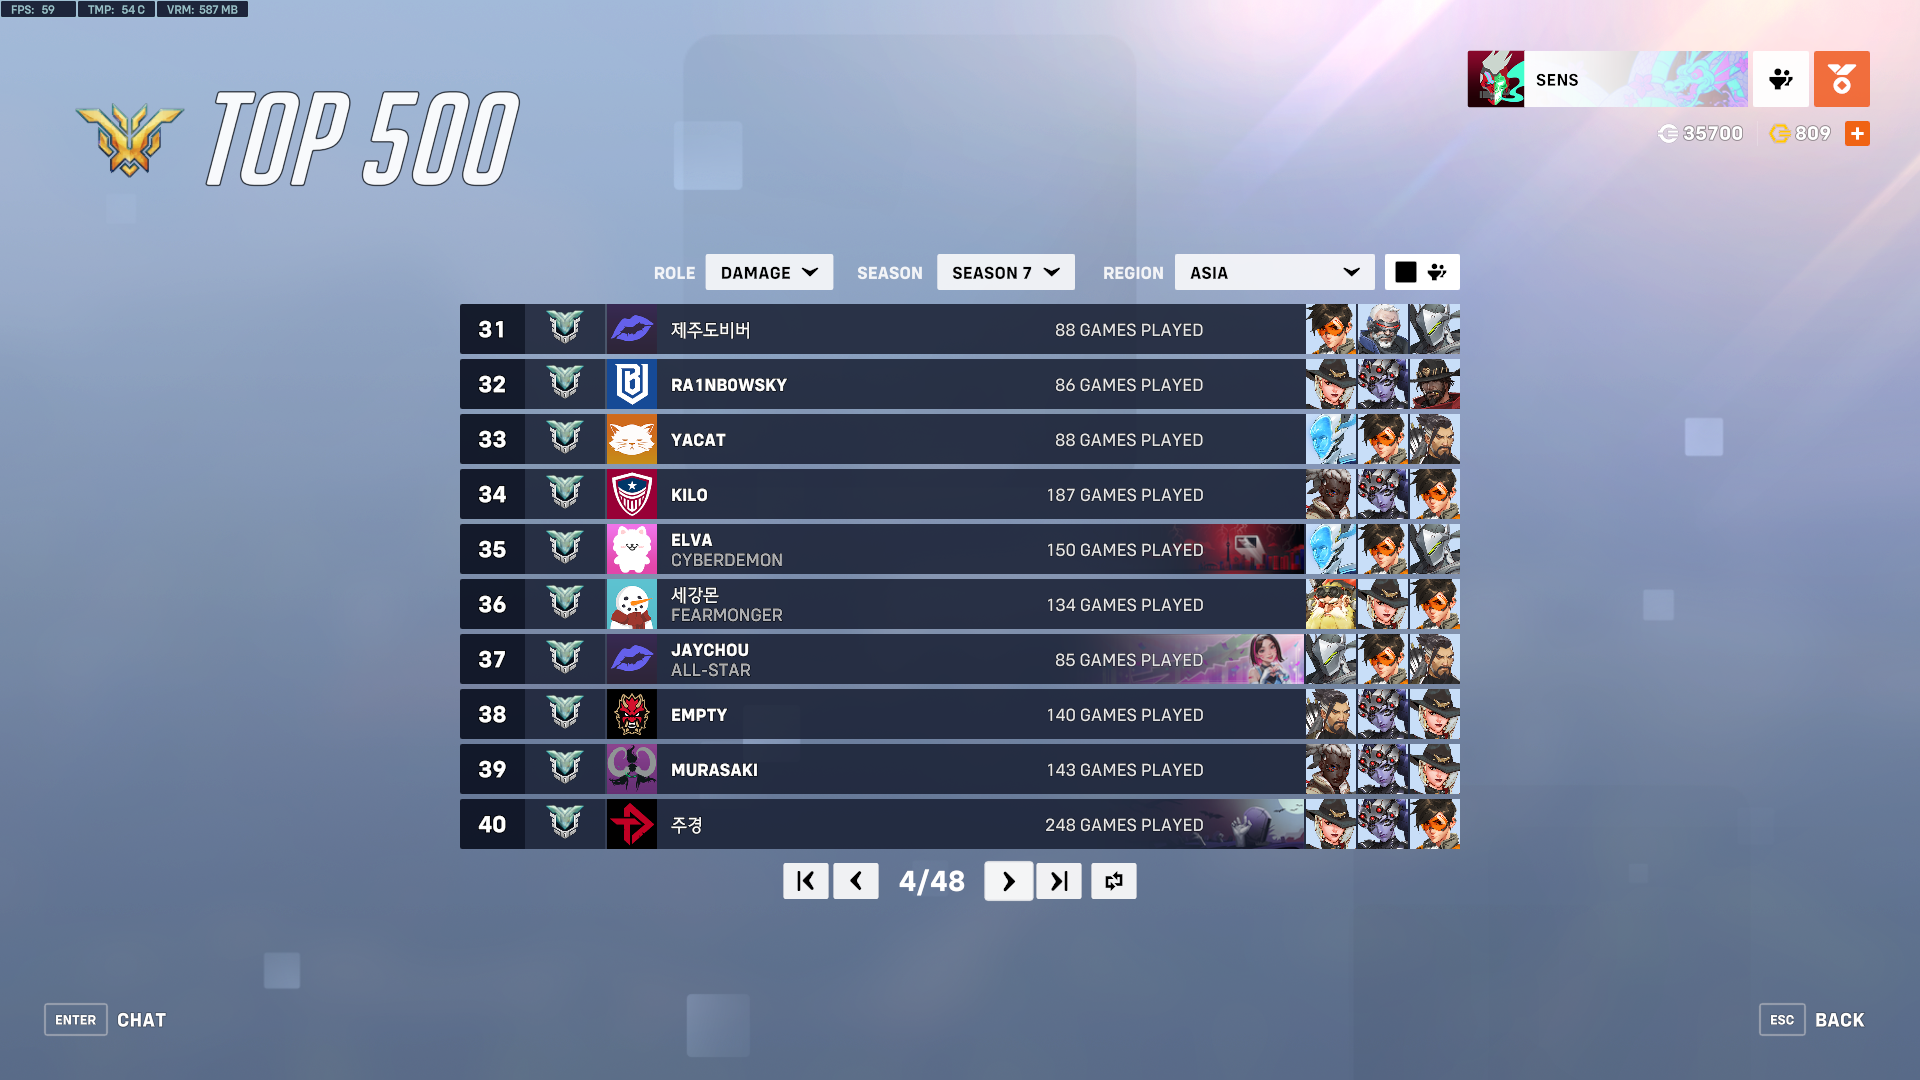 FPS: 59 TMP: 54 C VRM: 587 MB
TOP 500
SENS
35700 809
ROLE DAMAGE SEASON SEASON 7 REGION ASIA
31 제주도비버 88 GAMES PLAYED
32 RA1NB0WSKY 86 GAMES PLAYED
33 YACAT 88 GAMES PLAYED
34 KILO 187 GAMES PLAYED
35 ELVA 150 GAMES PLAYED
CYBERDEMON
36 세강몬 134 GAMES PLAYED
FEARMONGER
37 JAYCHOU 85 GAMES PLAYED
ALL-STAR
38 EMPTY 140 GAMES PLAYED
39 MURASAKI 143 GAMES PLAYED
40 주경 248 GAMES PLAYED
4/48
ENTER CHAT
ESC BACK